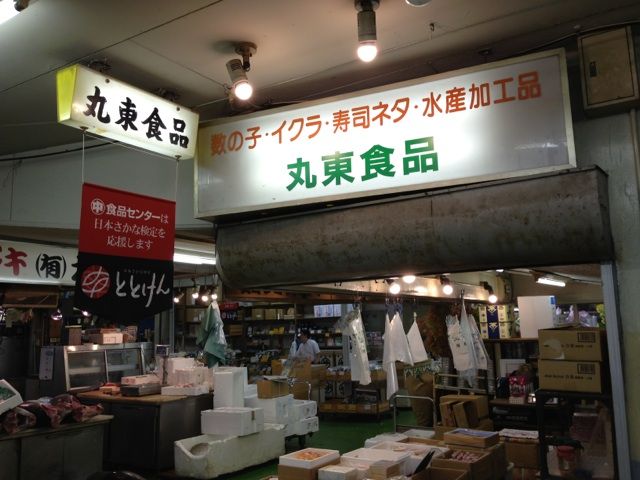 丸東食品
数の子・イクラ・寿司ネタ・水産加工品
丸東食品
食品センターは
日本さかな検定を
応援します
ととけん
(有)